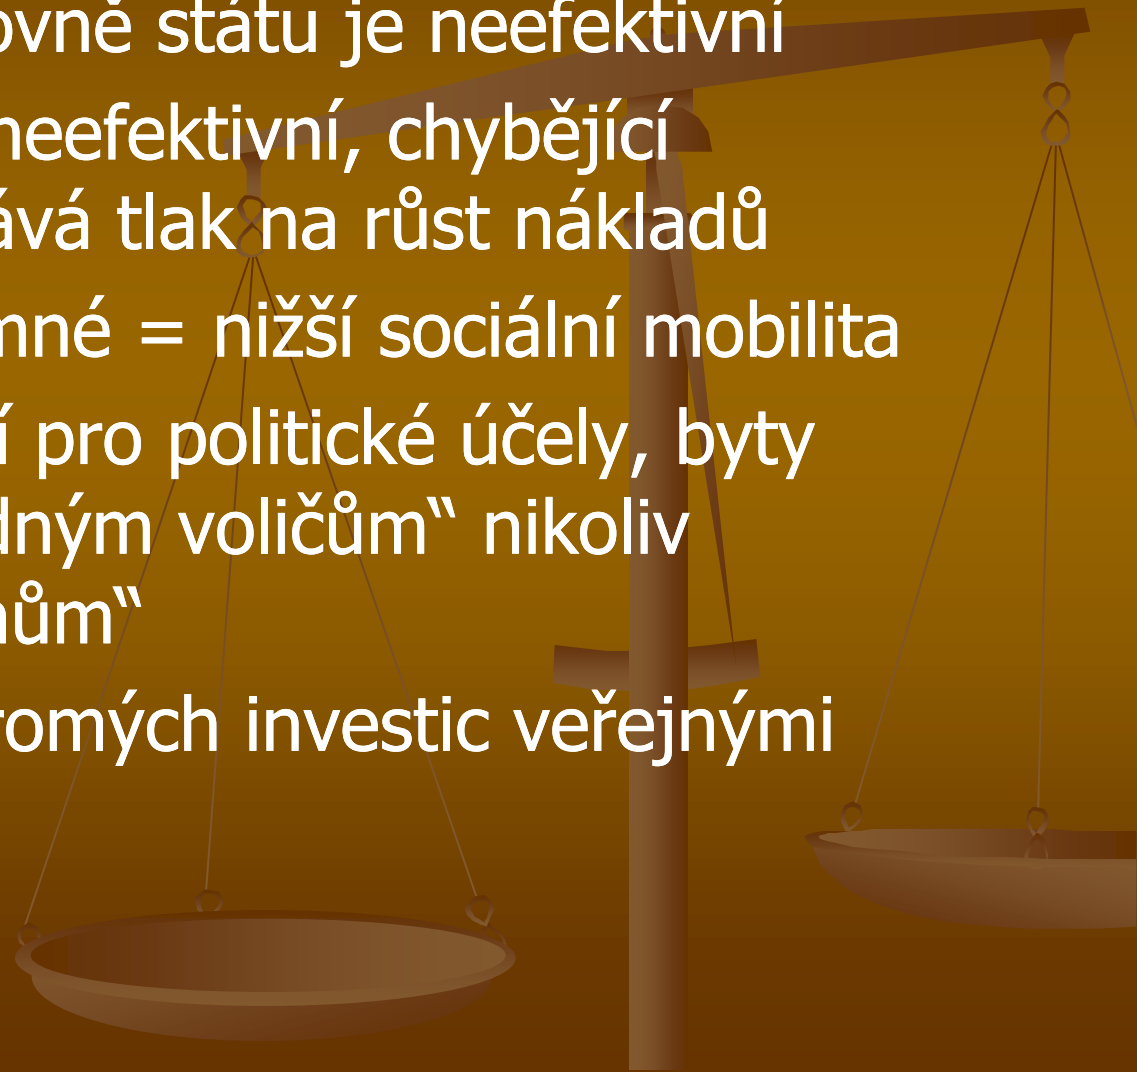 ovně státu je neefektivní
neefektivní, chybějící
ává tlak na růst nákladů
mné = nižší sociální mobilita
í pro politické účely, byty
dným voličům“ nikoliv
nům“
romých investic veřejnými